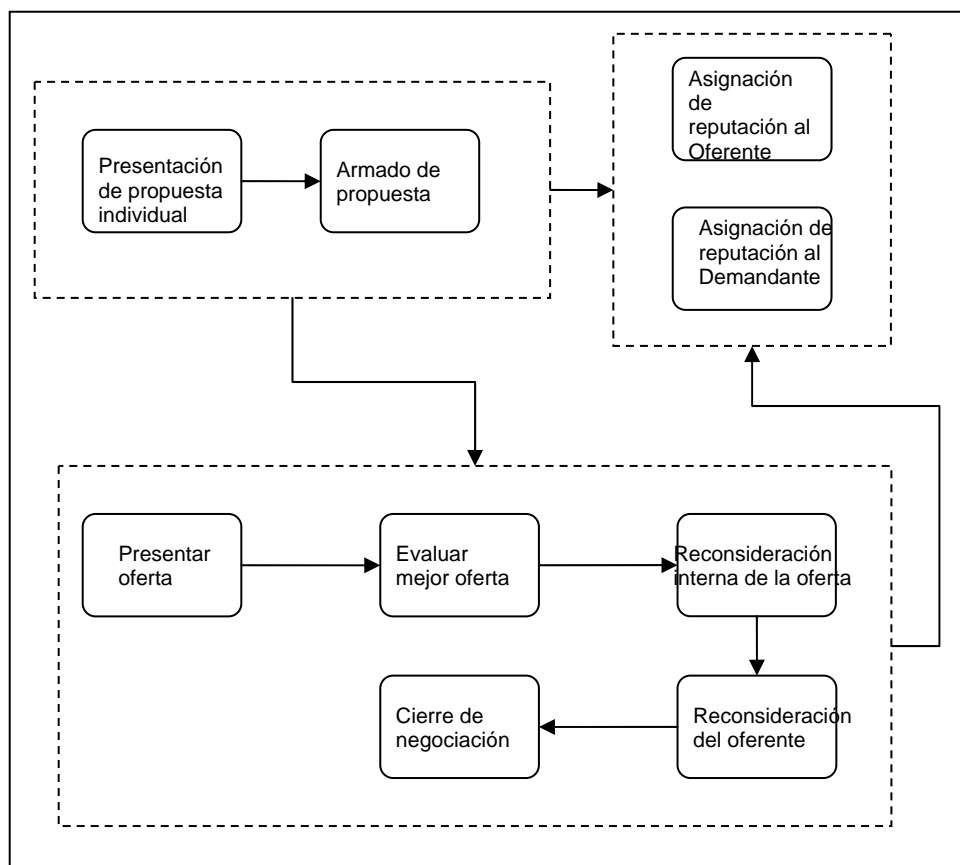 Presentación
de propuesta
individual
Armado de
propuesta
Asignación
de
reputación al
Oferente
Asignación de
reputación al
Demandante
Presentar
oferta
Evaluar
mejor oferta
Reconsideración
interna de la oferta
Cierre de
negociación
Reconsideración
del oferente